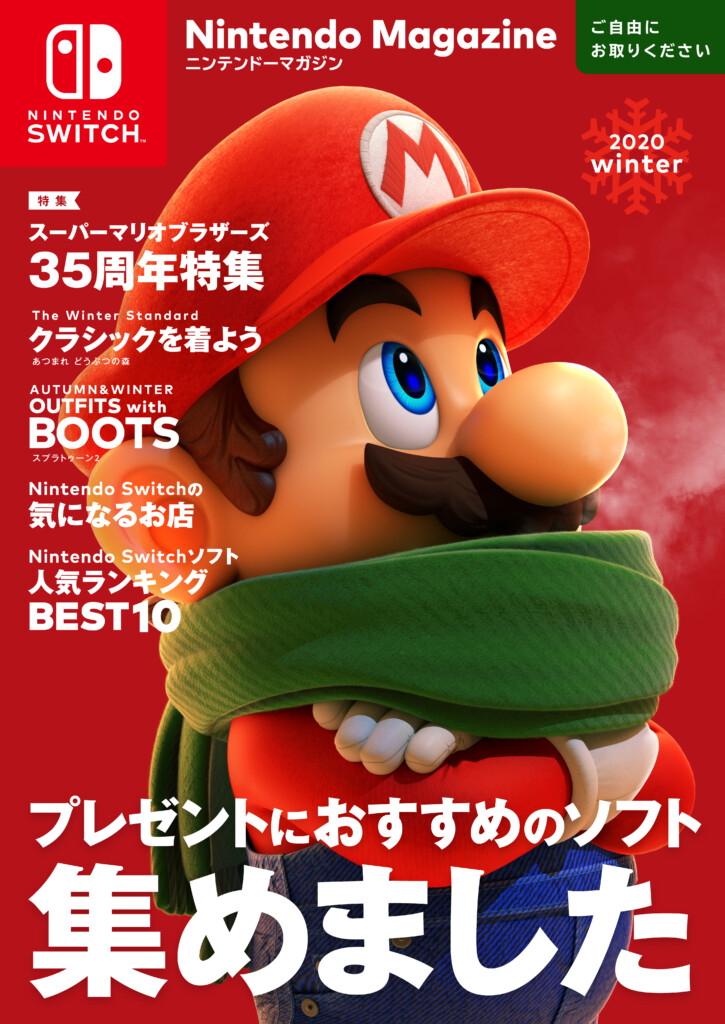 NINTENDO
SWITCH™
Nintendo Magazine
ニンテンドーマガジン
ご自由に
お取りください
2020
winter
特集
スーパーマリオブラザーズ
35周年特集
The Winter Standard
クラシックを着よう
あつまれ どうぶつの森
AUTUMN&WINTER
OUTFITS with
BOOTS
スプラトゥーン2
Nintendo Switchの
気になるお店
Nintendo Switchソフト
人気ランキング
BEST10
M
プレゼントにおすすめのソフト
集めました